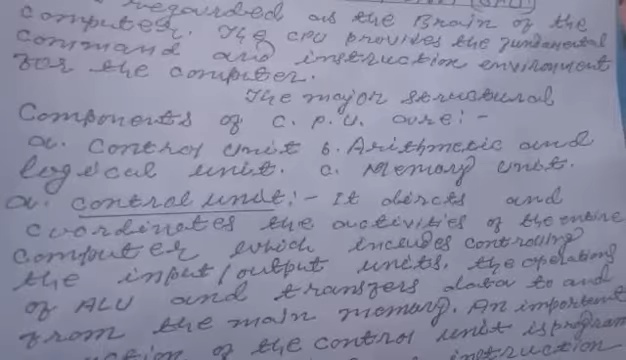 regarded as the Brain of the
computer. The CPU provides the fundamental
command and instruction environment
for the computer.
The major structural
Components of C.P.U. are:-
a. Control unit b. Arithmetic and
logical unit. c. Memory unit.
a. control unit:- It directs and
coordinates the activities of the entire
computer which includes controlling
the input/output units, the operations
of ALU and transfers data to and
from the main memory. An important
of the control unit is program
instruction